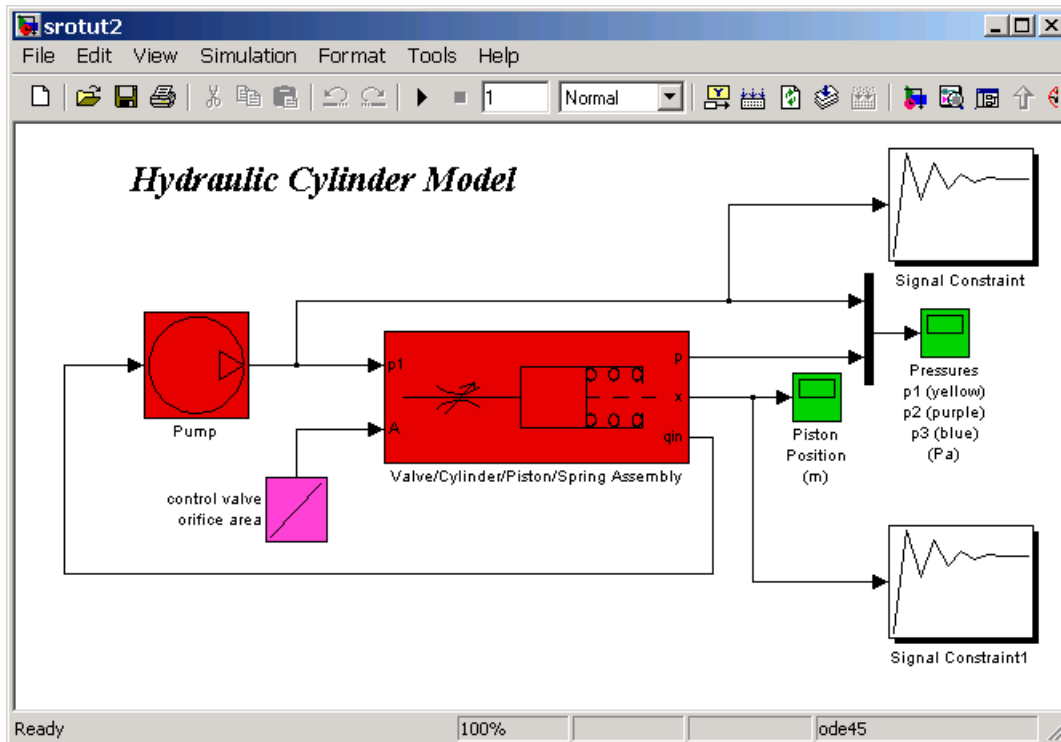 srotut2
File Edit View Simulation Format Tools Help
1 Normal
Hydraulic Cylinder Model
Signal Constraint
Pump
p1
A
p
x
qin
Valve/Cylinder/Piston/Spring Assembly
control valve
orifice area
Piston
Position
(m)
Pressures
p1 (yellow)
p2 (purple)
p3 (blue)
(Pa)
Signal Constraint1
Ready 100% ode45